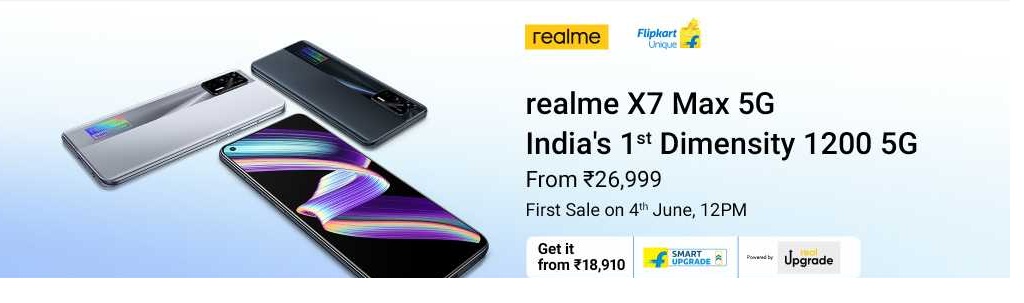 realme
Flipkart
Unique
realme X7 Max 5G
India's 1st Dimensity 1200 5G
From ₹26,999
First Sale on 4th June, 12PM
Get it
from ₹18,910
SMART
UPGRADE
Powered by
real
Upgrade